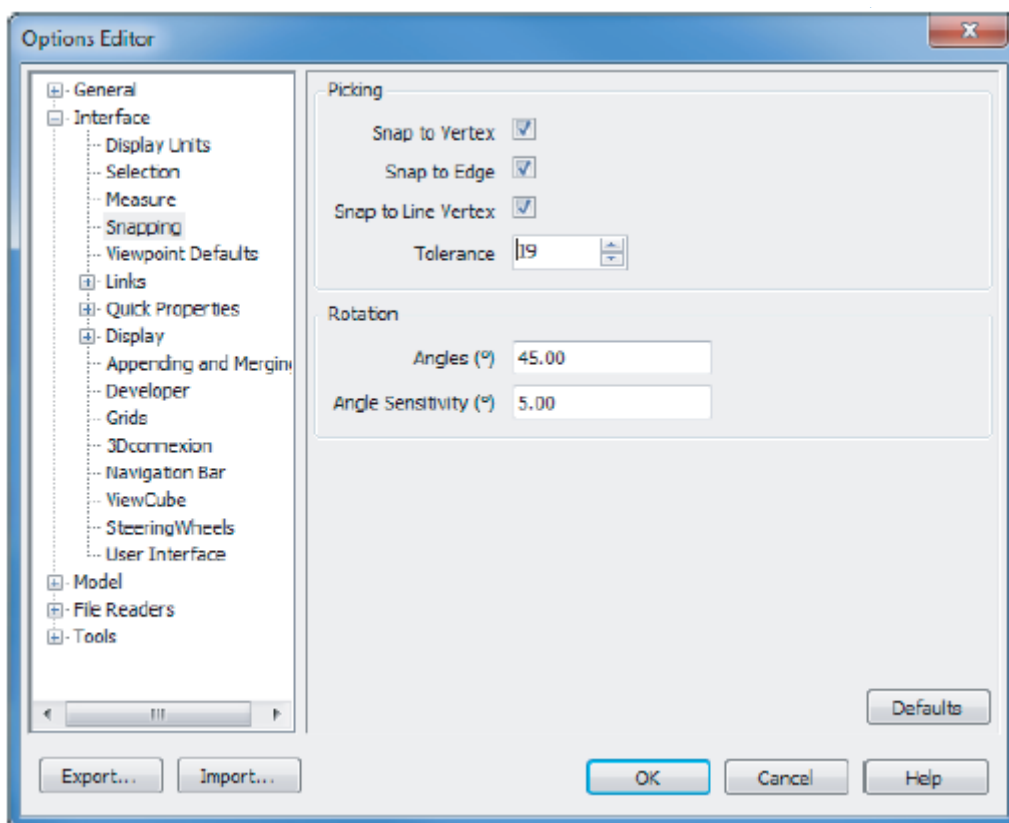 Options Editor
General
Interface
Display Units
Selection
Measure
Snapping
Viewpoint Defaults
Links
Quick Properties
Display
Appending and Merging
Developer
Grids
3Dconnexion
Navigation Bar
ViewCube
SteeringWheels
User Interface
Model
File Readers
Tools
Picking
Snap to Vertex
Snap to Edge
Snap to Line Vertex
Tolerance 19
Rotation
Angles (°) 45.00
Angle Sensitivity (°) 5.00
Defaults
Export... Import... OK Cancel Help